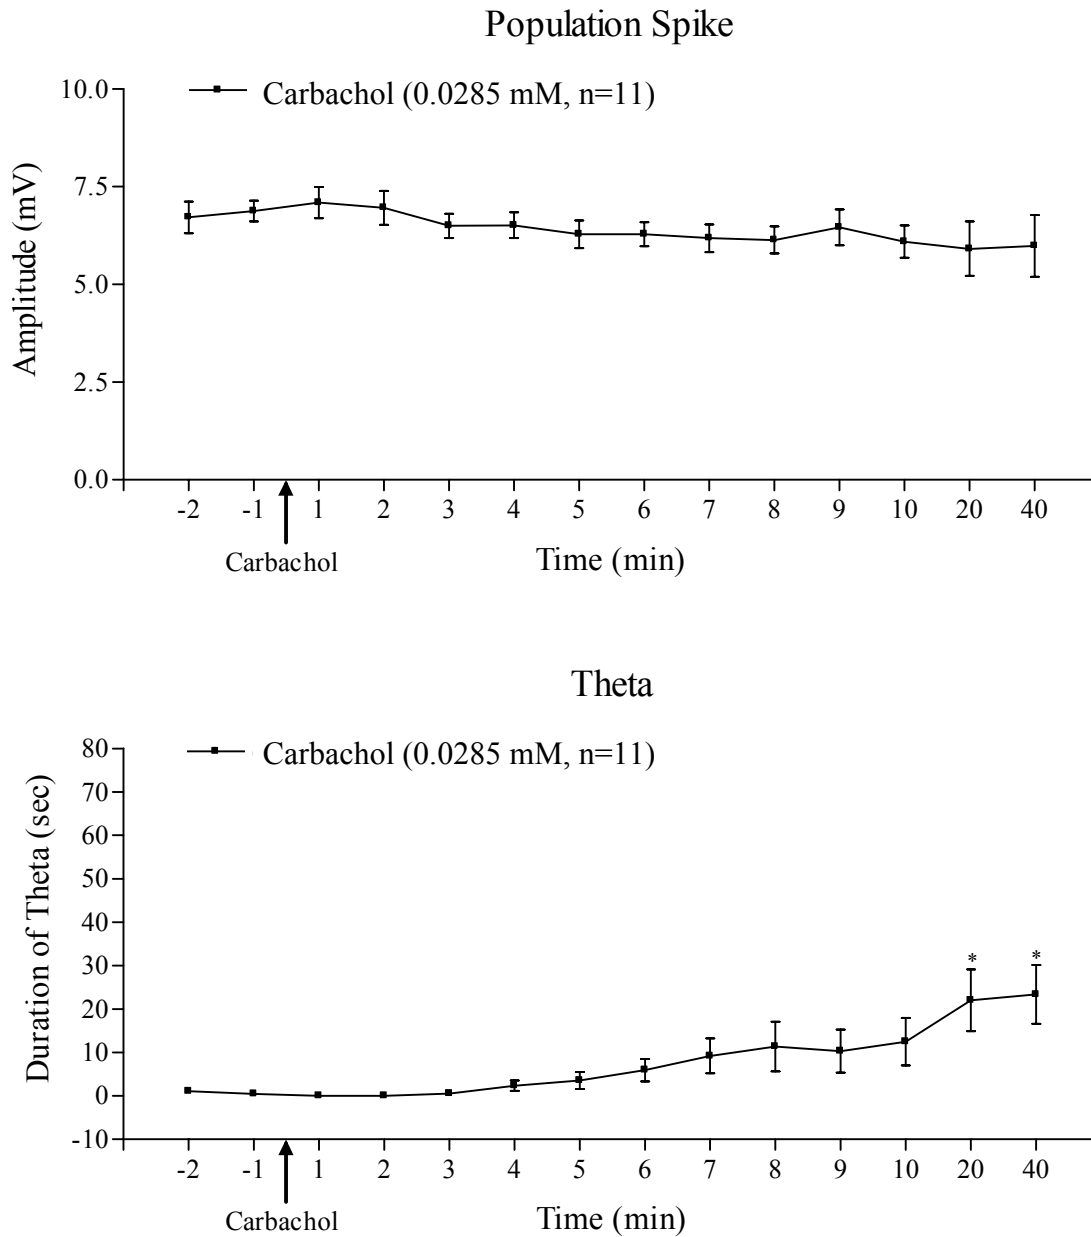 Population Spike
Carbachol (0.0285 mM, n=11)
Amplitude (mV)
10.0
7.5
5.0
2.5
0.0
-2 -1 1 2 3 4 5 6 7 8 9 10 20 40
Carbachol
Time (min)
Theta
Carbachol (0.0285 mM, n=11)
Duration of Theta (sec)
80
70
60
50
40
30
20
10
0
-10
* *
-2 -1 1 2 3 4 5 6 7 8 9 10 20 40
Carbachol
Time (min)